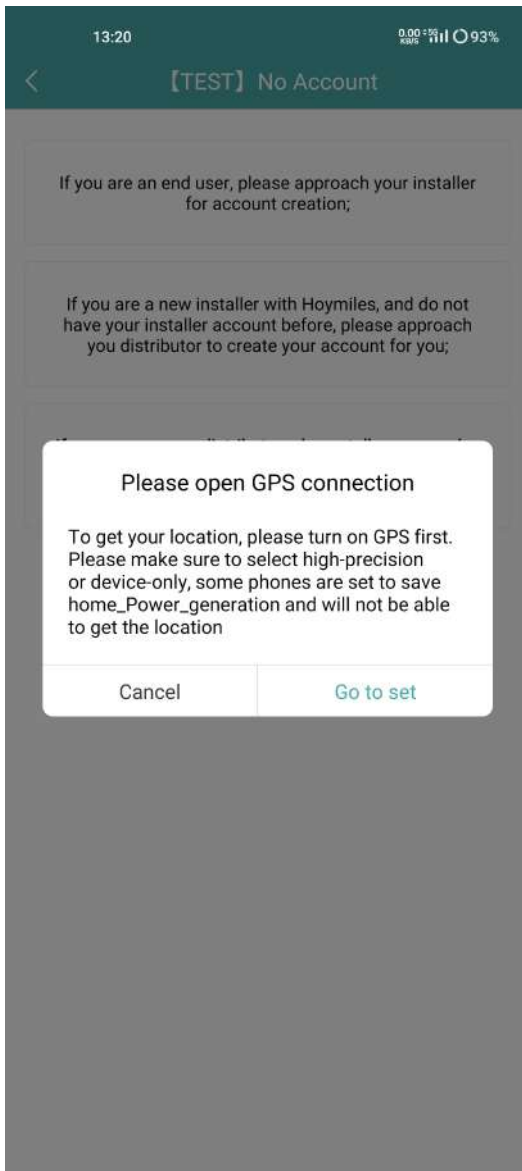 13:20
0.00 KB/S 5G 93%
【TEST】 No Account
If you are an end user, please approach your installer
for account creation;
If you are a new installer with Hoymiles, and do not
have your installer account before, please approach
you distributor to create your account for you;
Please open GPS connection
To get your location, please turn on GPS first.
Please make sure to select high-precision
or device-only, some phones are set to save
home_Power_generation and will not be able
to get the location
Cancel
Go to set